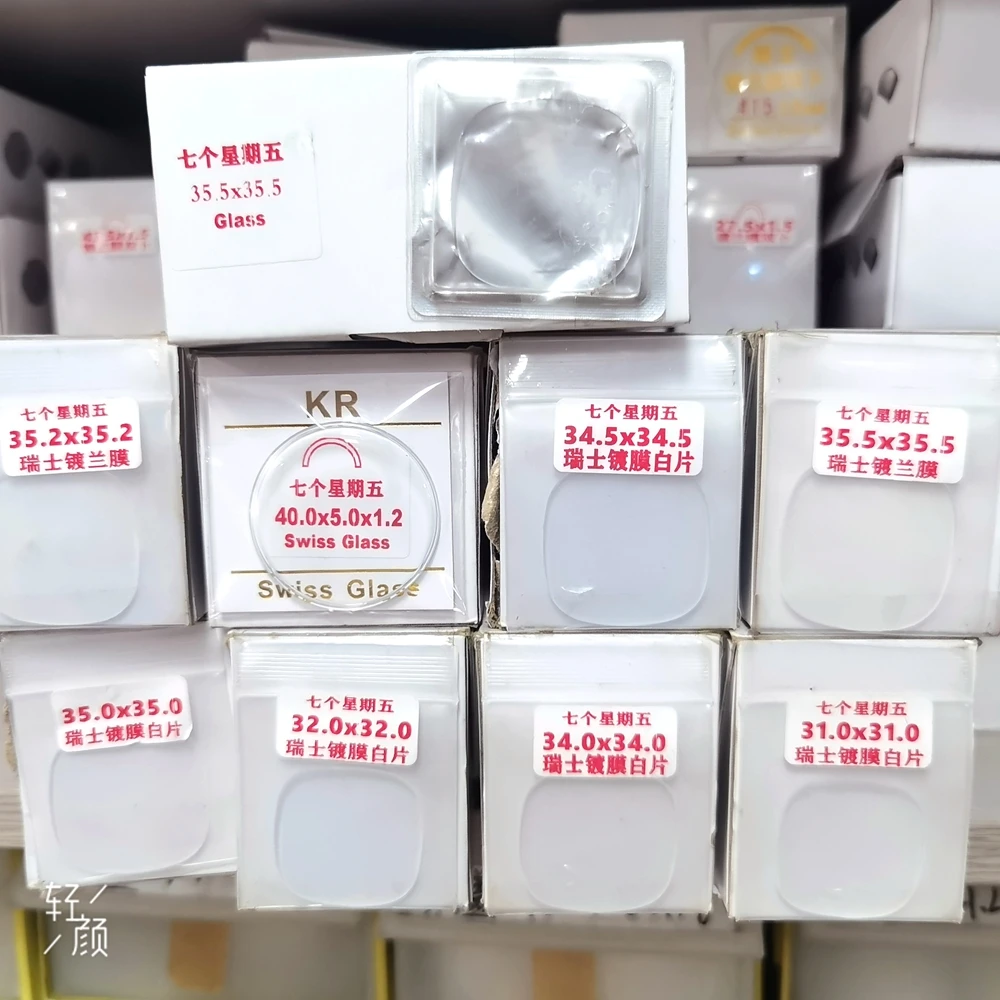 七个星期五
35.5x35.5
Glass
七个星期五
35.2x35.2
瑞士镀兰膜
KR
七个星期五
40.0x5.0x1.2
Swiss Glass
Swiss Glass
七个星期五
34.5x34.5
瑞士镀膜白片
七个星期五
35.5x35.5
瑞士镀兰膜
35.0x35.0
瑞士镀膜白片
七个星期五
32.0x32.0
瑞士镀膜白片
七个星期五
34.0x34.0
瑞士镀膜白片
七个星期五
31.0x31.0
瑞士镀膜白片
轻
颜